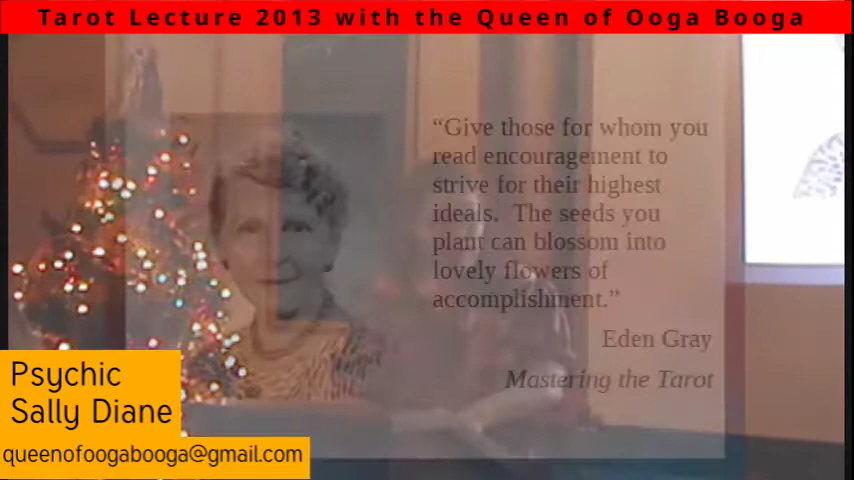 Tarot Lecture 2013 with the Queen of Ooga Booga
“Give those for whom you
read encouragement to
strive for their highest
ideals. The seeds you
plant can blossom into
lovely flowers of
accomplishment.”
Eden Gray
Mastering the Tarot
Psychic
Sally Diane
queenofoogabooga@gmail.com